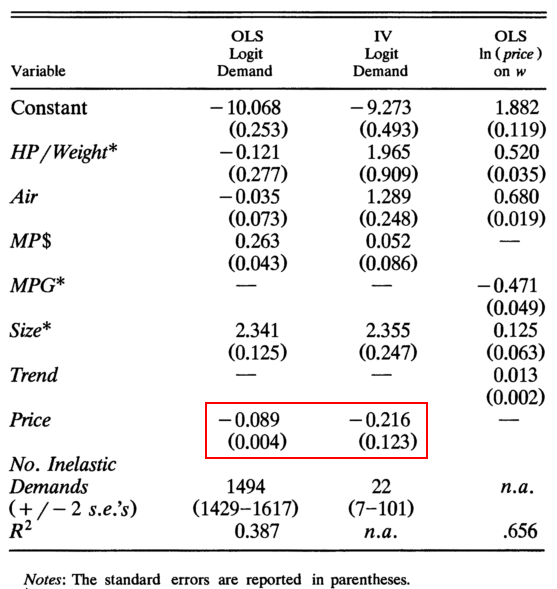 OLS IV OLS
Logit Logit ln (price)
Variable Demand Demand on w
Constant −10.068 −9.273 1.882
(0.253) (0.493) (0.119)
HP/Weight* −0.121 1.965 0.520
(0.277) (0.909) (0.035)
Air −0.035 1.289 0.680
(0.073) (0.248) (0.019)
MP$ 0.263 0.052 —
(0.043) (0.086)
MPG* — — −0.471
(0.049)
Size* 2.341 2.355 0.125
(0.125) (0.247) (0.063)
Trend — — 0.013
(0.002)
Price −0.089 −0.216 —
(0.004) (0.123)
No. Inelastic
Demands 1494 22 n.a.
(+/−2 s.e.'s) (1429–1617) (7–101)
R² 0.387 n.a. .656
Notes: The standard errors are reported in parentheses.